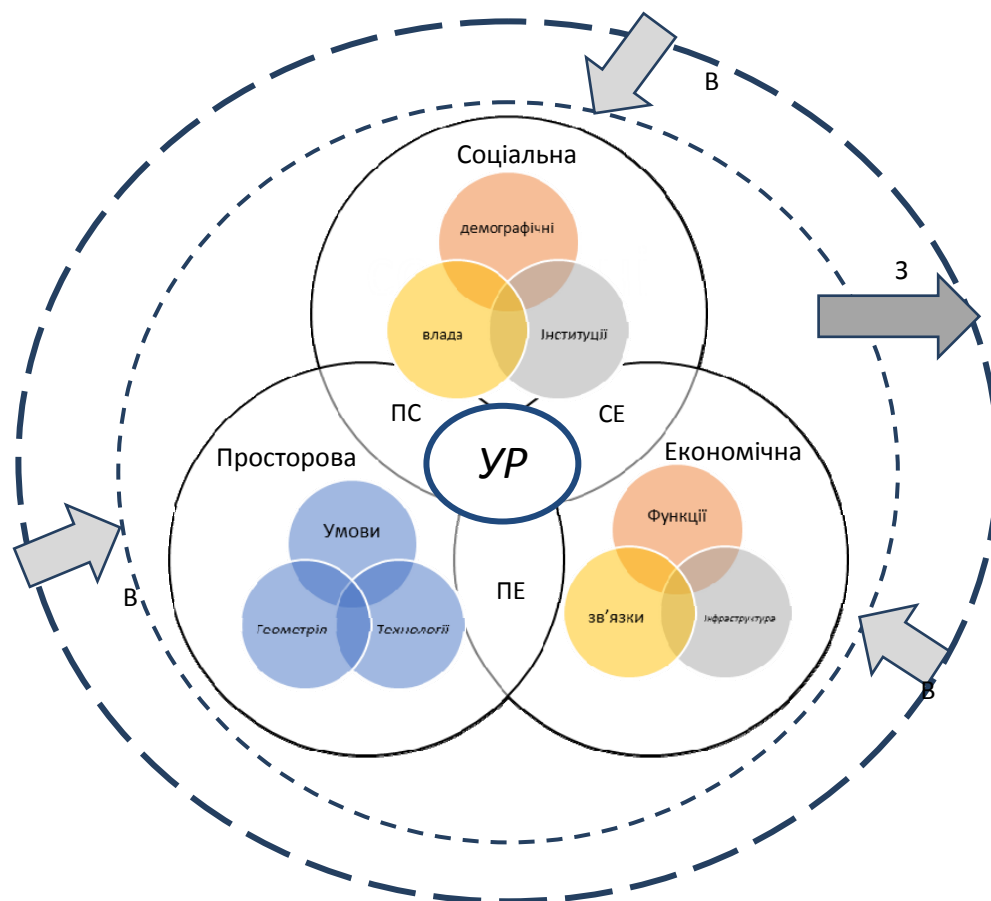 В
Соціальна
демографічні
З
влада
Інституції
ПС
СЕ
Просторова
УР
Економічна
Умови
Функції
В
ПЕ
зв’язки
Інфраструктура
Геометрія
Технології
В